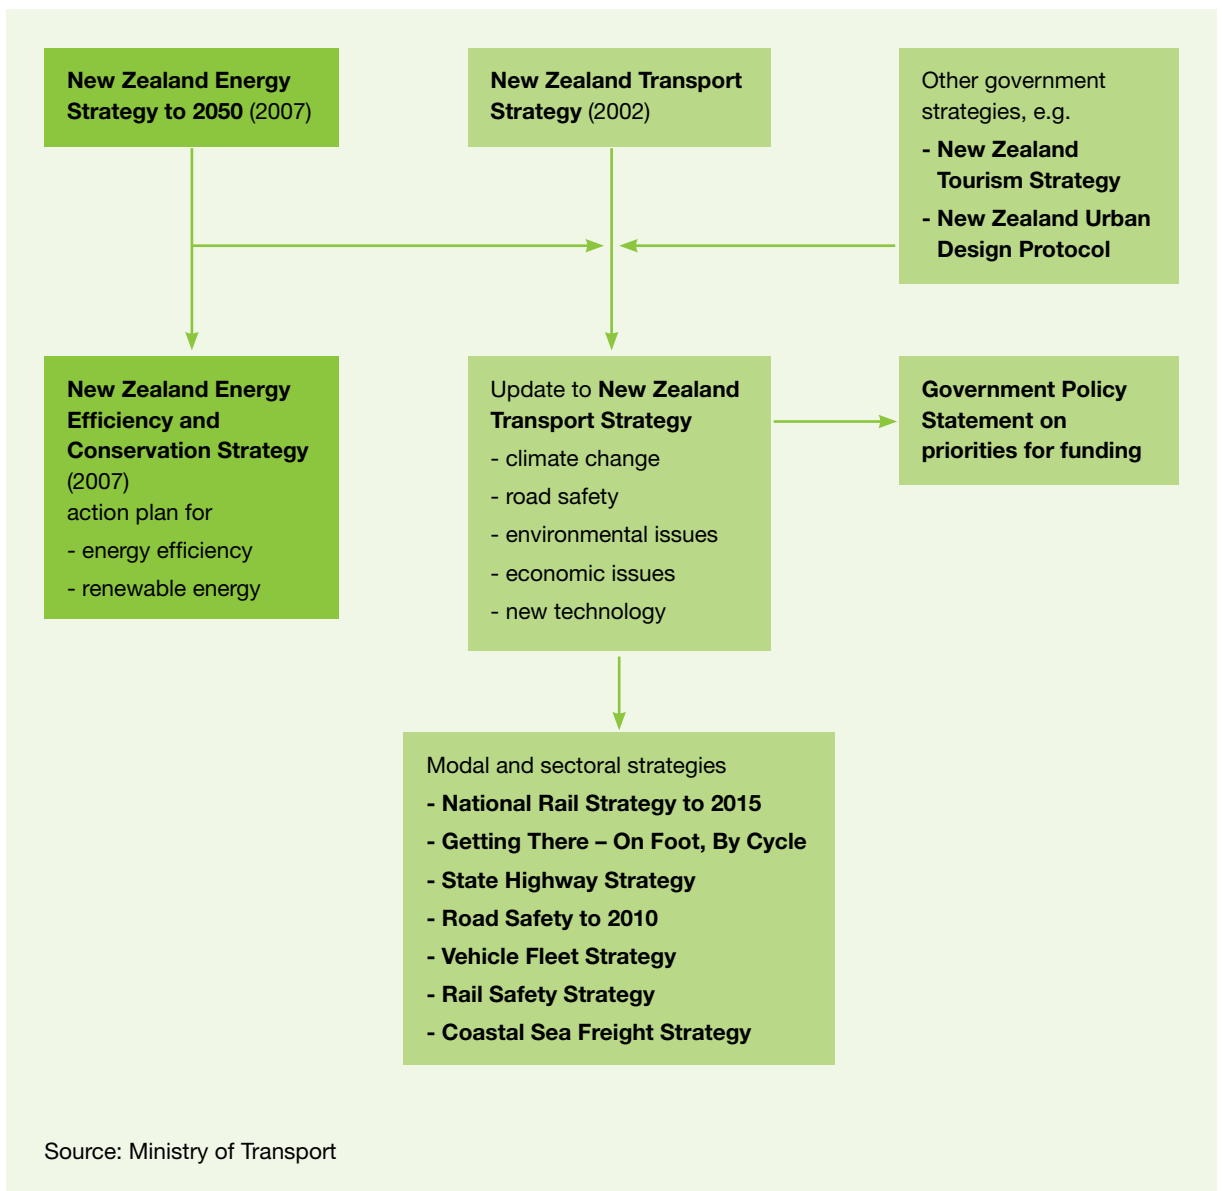 New Zealand Energy
Strategy to 2050 (2007)
New Zealand Transport
Strategy (2002)
Other government
strategies, e.g.
- New Zealand
Tourism Strategy
- New Zealand Urban
Design Protocol
New Zealand Energy
Efficiency and
Conservation Strategy
(2007)
action plan for
- energy efficiency
- renewable energy
Update to New Zealand
Transport Strategy
- climate change
- road safety
- environmental issues
- economic issues
- new technology
Government Policy
Statement on
priorities for funding
Modal and sectoral strategies
- National Rail Strategy to 2015
- Getting There – On Foot, By Cycle
- State Highway Strategy
- Road Safety to 2010
- Vehicle Fleet Strategy
- Rail Safety Strategy
- Coastal Sea Freight Strategy
Source: Ministry of Transport